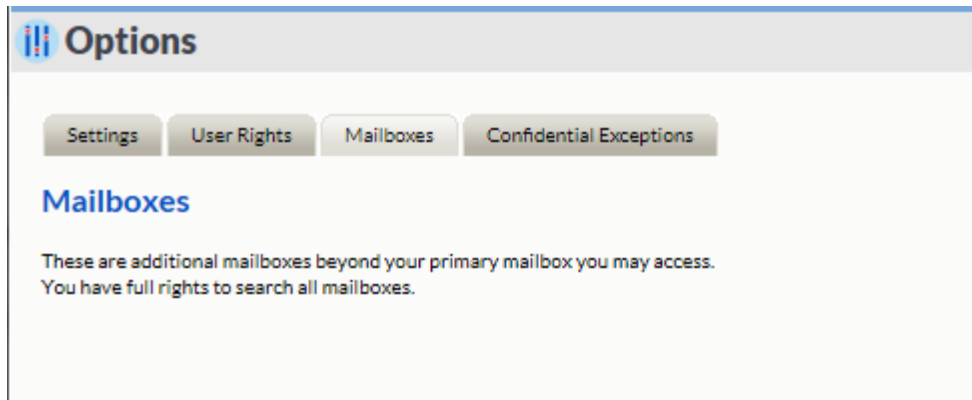 Options
Settings
User Rights
Mailboxes
Confidential Exceptions
Mailboxes
These are additional mailboxes beyond your primary mailbox you may access.
You have full rights to search all mailboxes.